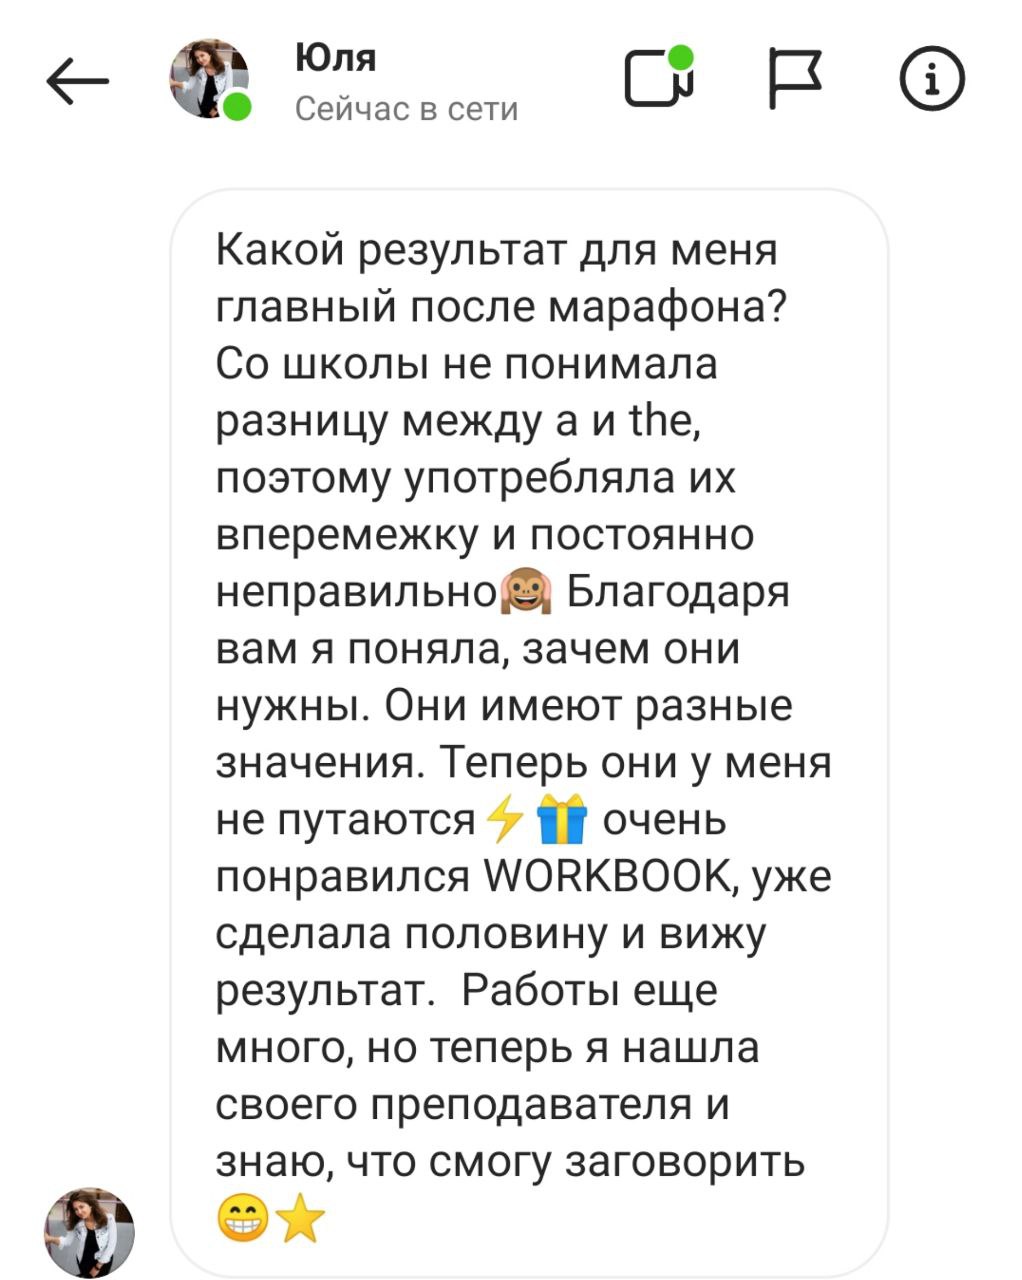 Юля
Сейчас в сети
Какой результат для меня
главный после марафона?
Со школы не понимала
разницу между a и the,
поэтому употребляла их
вперемежку и постоянно
неправильно🙉 Благодаря
вам я поняла, зачем они
нужны. Они имеют разные
значения. Теперь они у меня
не путаются⚡🎁 очень
понравился WORKBOOK, уже
сделала половину и вижу
результат.  Работы еще
много, но теперь я нашла
своего преподавателя и
знаю, что смогу заговорить
😁⭐